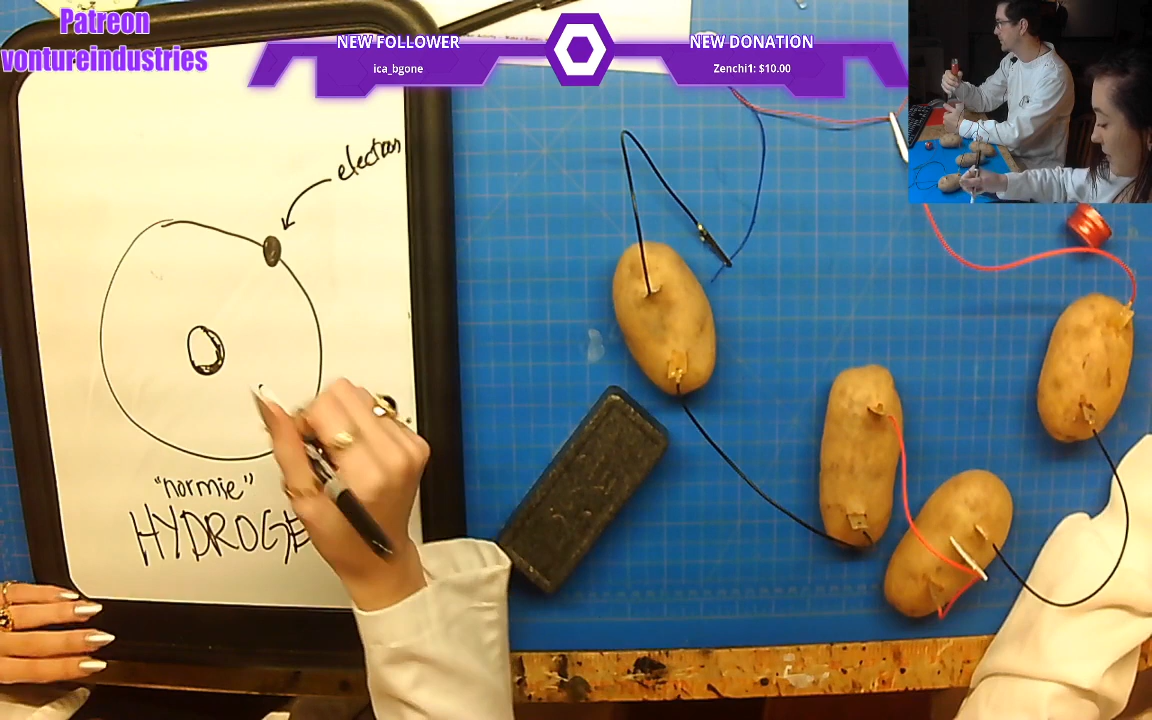 Patreon
vontureindustries
NEW FOLLOWER
ica_bgone
NEW DONATION
Zenchi1: $10.00
electron
"normie"
HYDROGE